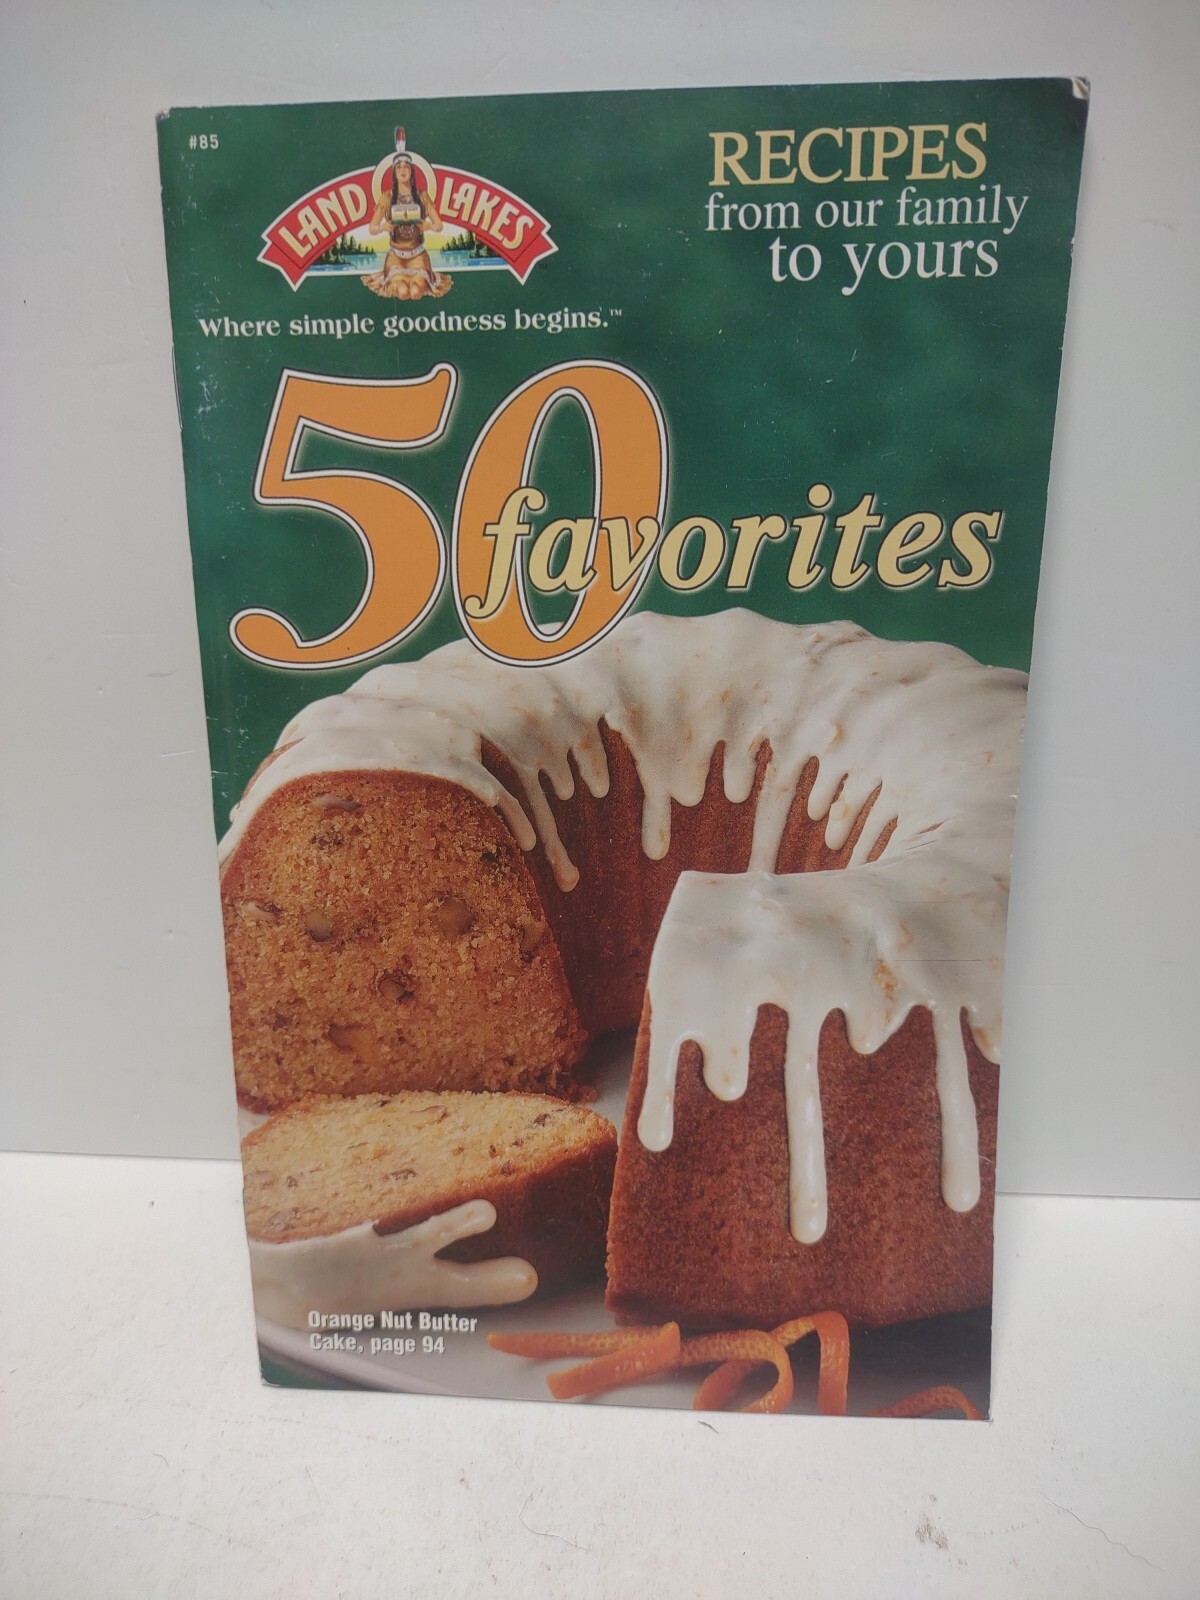 #85
LAND O LAKES
™
Where simple goodness begins.™
RECIPES
from our family
to yours
50
favorites
Orange Nut Butter
Cake, page 94